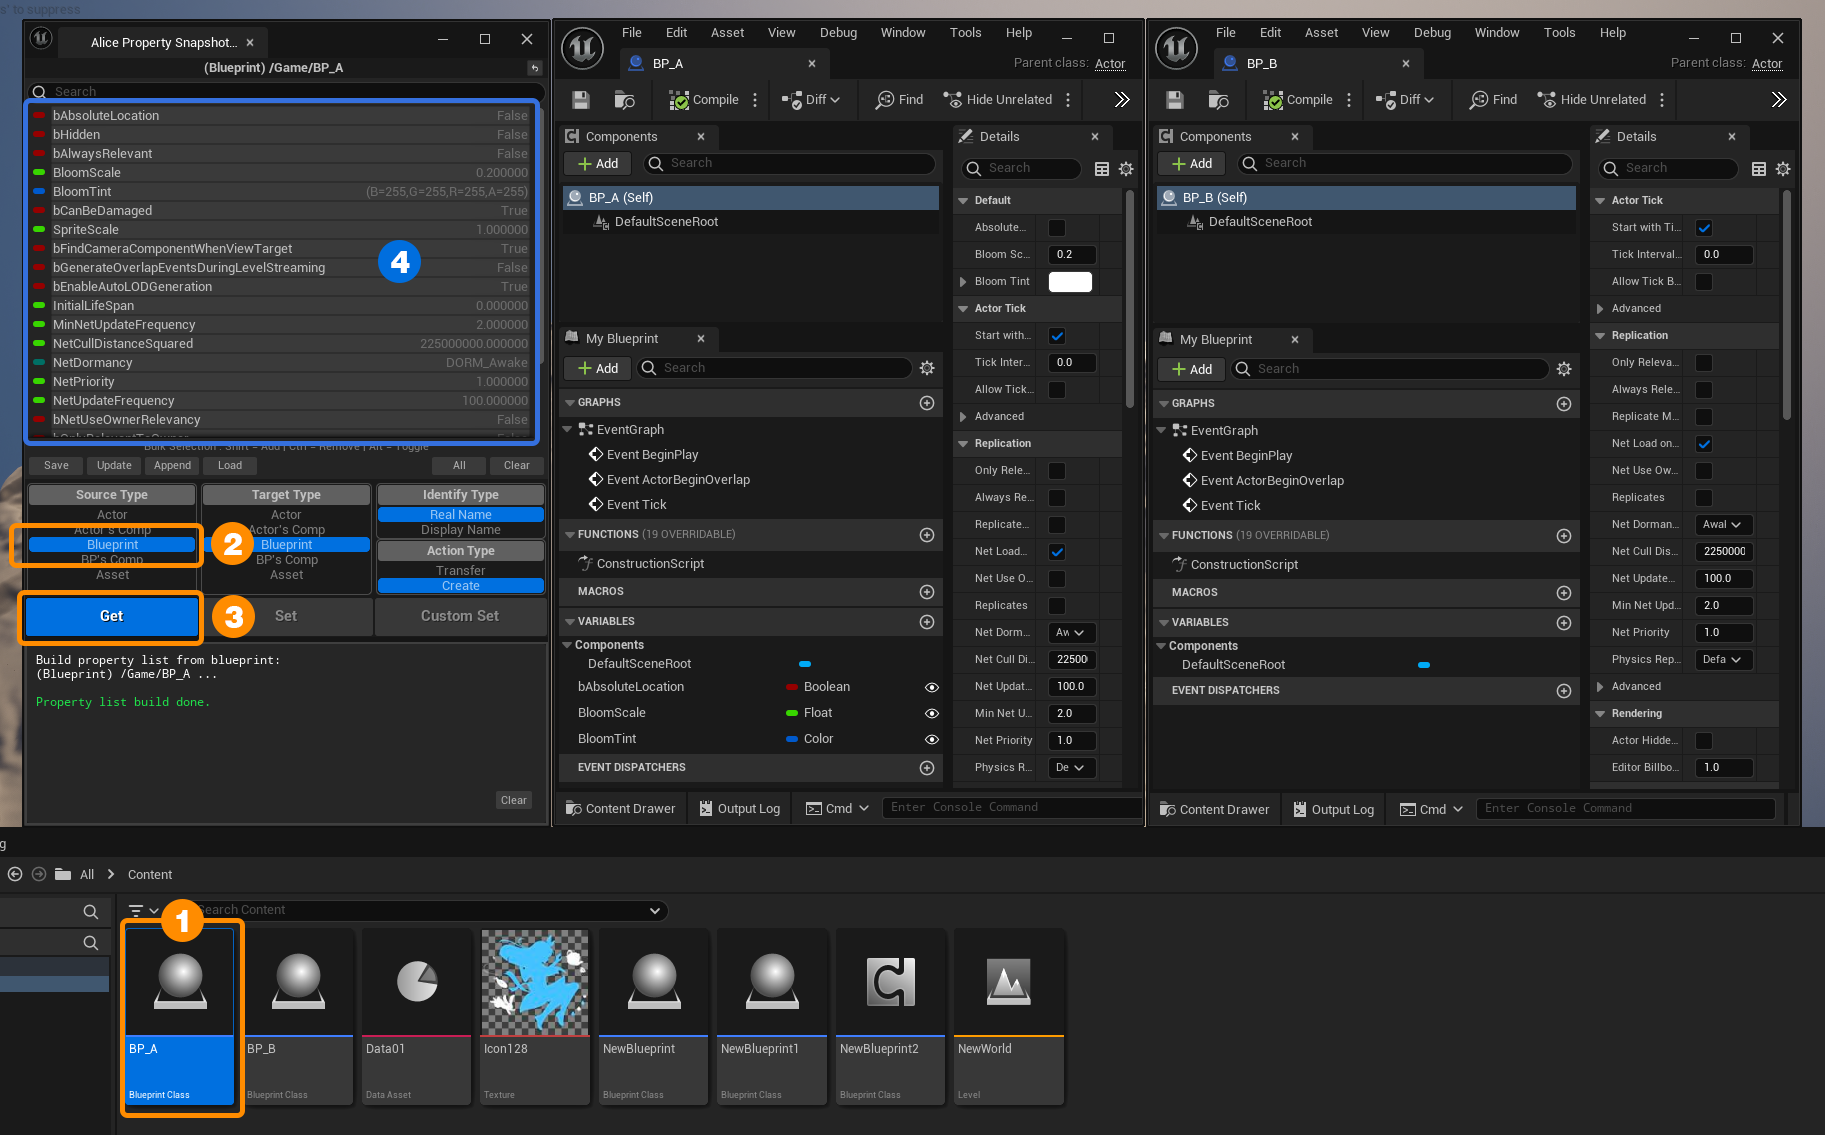 s' to suppress
Alice Property Snapshot...
(Blueprint) /Game/BP_A
Search
bAbsoluteLocation False
bHidden False
bAlwaysRelevant False
BloomScale 0.200000
BloomTint (B=255,G=255,R=255,A=255)
bCanBeDamaged True
SpriteScale 1.000000
bFindCameraComponentWhenViewTarget True
bGenerateOverlapEventsDuringLevelStreaming False
bEnableAutoLODGeneration True
InitialLifeSpan 0.000000
MinNetUpdateFrequency 2.000000
NetCullDistanceSquared 225000000.000000
NetDormancy DORM_Awake
NetPriority 1.000000
NetUpdateFrequency 100.000000
bNetUseOwnerRelevancy False
bOnlyRelevantToOwner False
4
Bulk Selection : Shift = Add | Ctrl = Remove | Alt = Toggle
Save Update Append Load All Clear
Source Type Target Type Identify Type
Actor Actor Real Name
Actor's Comp Actor's Comp Display Name
Blueprint 2 Blueprint Action Type
BP's Comp BP's Comp Transfer
Asset Asset Create
Get 3 Set Custom Set
Build property list from blueprint:
(Blueprint) /Game/BP_A ...
Property list build done.
Clear
File Edit Asset View Debug Window Tools Help
BP_A
Parent class: Actor
Compile Diff Find Hide Unrelated
Components
Add Search
BP_A (Self)
DefaultSceneRoot
My Blueprint
Add Search
GRAPHS
EventGraph
Event BeginPlay
Event ActorBeginOverlap
Event Tick
FUNCTIONS (19 OVERRIDABLE)
ConstructionScript
MACROS
VARIABLES
Components
DefaultSceneRoot
bAbsoluteLocation Boolean
BloomScale Float
BloomTint Color
EVENT DISPATCHERS
Details
Search
Default
Absolute...
Bloom Sc... 0.2
Bloom Tint
Actor Tick
Start with...
Tick Inter... 0.0
Allow Tick...
Advanced
Replication
Only Rele...
Always Re...
Replicate...
Net Load...
Net Use O...
Replicates
Net Dorm... Av
Net Cull Di... 22500
Net Updat... 100.0
Min Net U... 2.0
Net Priority 1.0
Physics R... De
Content Drawer Output Log Cmd Enter Console Command
File Edit Asset View Debug Window Tools Help
BP_B
Parent class: Actor
Compile Diff Find Hide Unrelated
Components
Add Search
BP_B (Self)
DefaultSceneRoot
My Blueprint
Add Search
GRAPHS
EventGraph
Event BeginPlay
Event ActorBeginOverlap
Event Tick
FUNCTIONS (19 OVERRIDABLE)
ConstructionScript
MACROS
VARIABLES
Components
DefaultSceneRoot
EVENT DISPATCHERS
Details
Search
Actor Tick
Start with Ti...
Tick Interval... 0.0
Allow Tick B...
Advanced
Replication
Only Releva...
Always Rele...
Replicate M...
Net Load on...
Net Use Ow...
Replicates
Net Dorman... Awal
Net Cull Dis... 2250000
Net Update... 100.0
Min Net Upd... 2.0
Net Priority 1.0
Physics Rep... Defa
Advanced
Rendering
Actor Hidde...
Editor Billbo... 1.0
Content Drawer Output Log Cmd Enter Console Command
g
All Content
1 Search Content
BP_A
Blueprint Class
BP_B
Blueprint Class
Data01
Data Asset
Icon128
Texture
NewBlueprint
Blueprint Class
NewBlueprint1
Blueprint Class
NewBlueprint2
Blueprint Class
NewWorld
Level